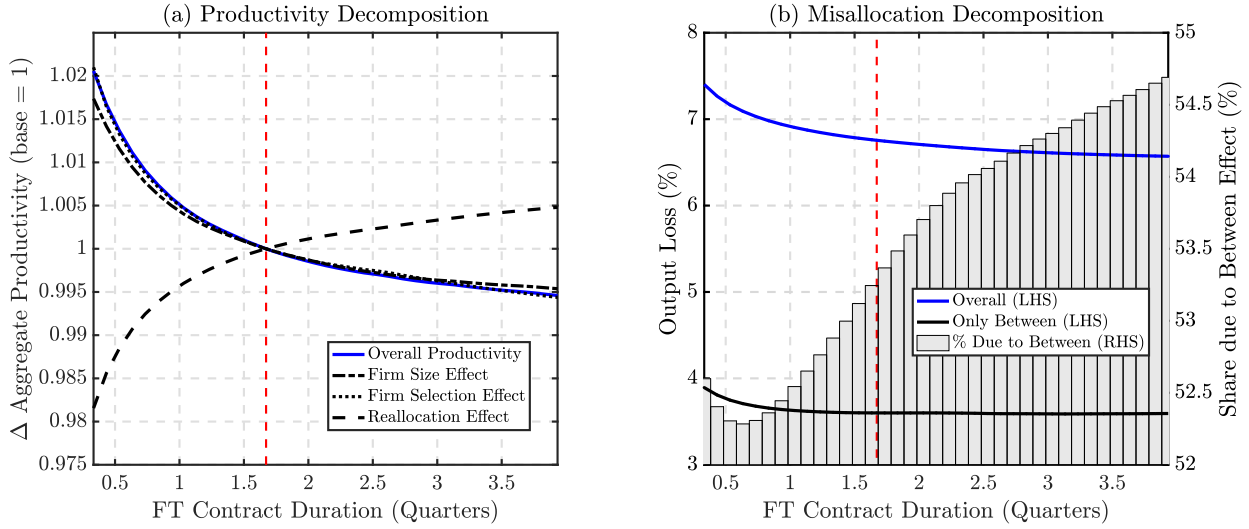 (a) Productivity Decomposition
Δ Aggregate Productivity (base = 1)
1.02
1.015
1.01
1.005
1
0.995
0.99
0.985
0.98
0.975
Overall Productivity
Firm Size Effect
Firm Selection Effect
Reallocation Effect
0.5 1 1.5 2 2.5 3 3.5
FT Contract Duration (Quarters)
(b) Misallocation Decomposition
Output Loss (%)
8
7
6
5
4
3
Overall (LHS)
Only Between (LHS)
% Due to Between (RHS)
0.5 1 1.5 2 2.5 3 3.5
FT Contract Duration (Quarters)
55
54.5
54
53.5
53
52.5
52
Share due to Between Effect (%)